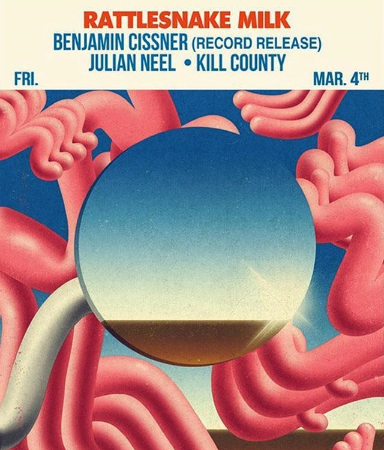 RATTLESNAKE MILK
BENJAMIN CISSNER (RECORD RELEASE)
JULIAN NEEL • KILL COUNTY
FRI. MAR. 4TH